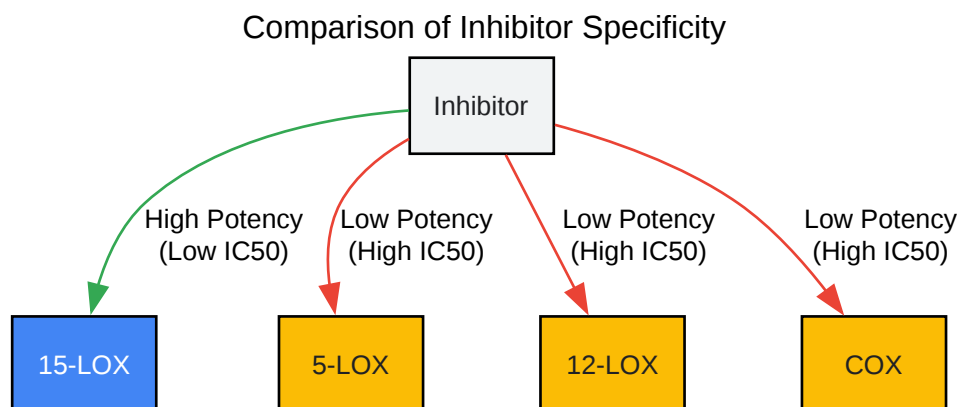 Comparison of Inhibitor Specificity
Inhibitor
High Potency
(Low IC50)
Low Potency
(High IC50)
Low Potency
(High IC50)
Low Potency
(High IC50)
15-LOX
5-LOX
12-LOX
COX